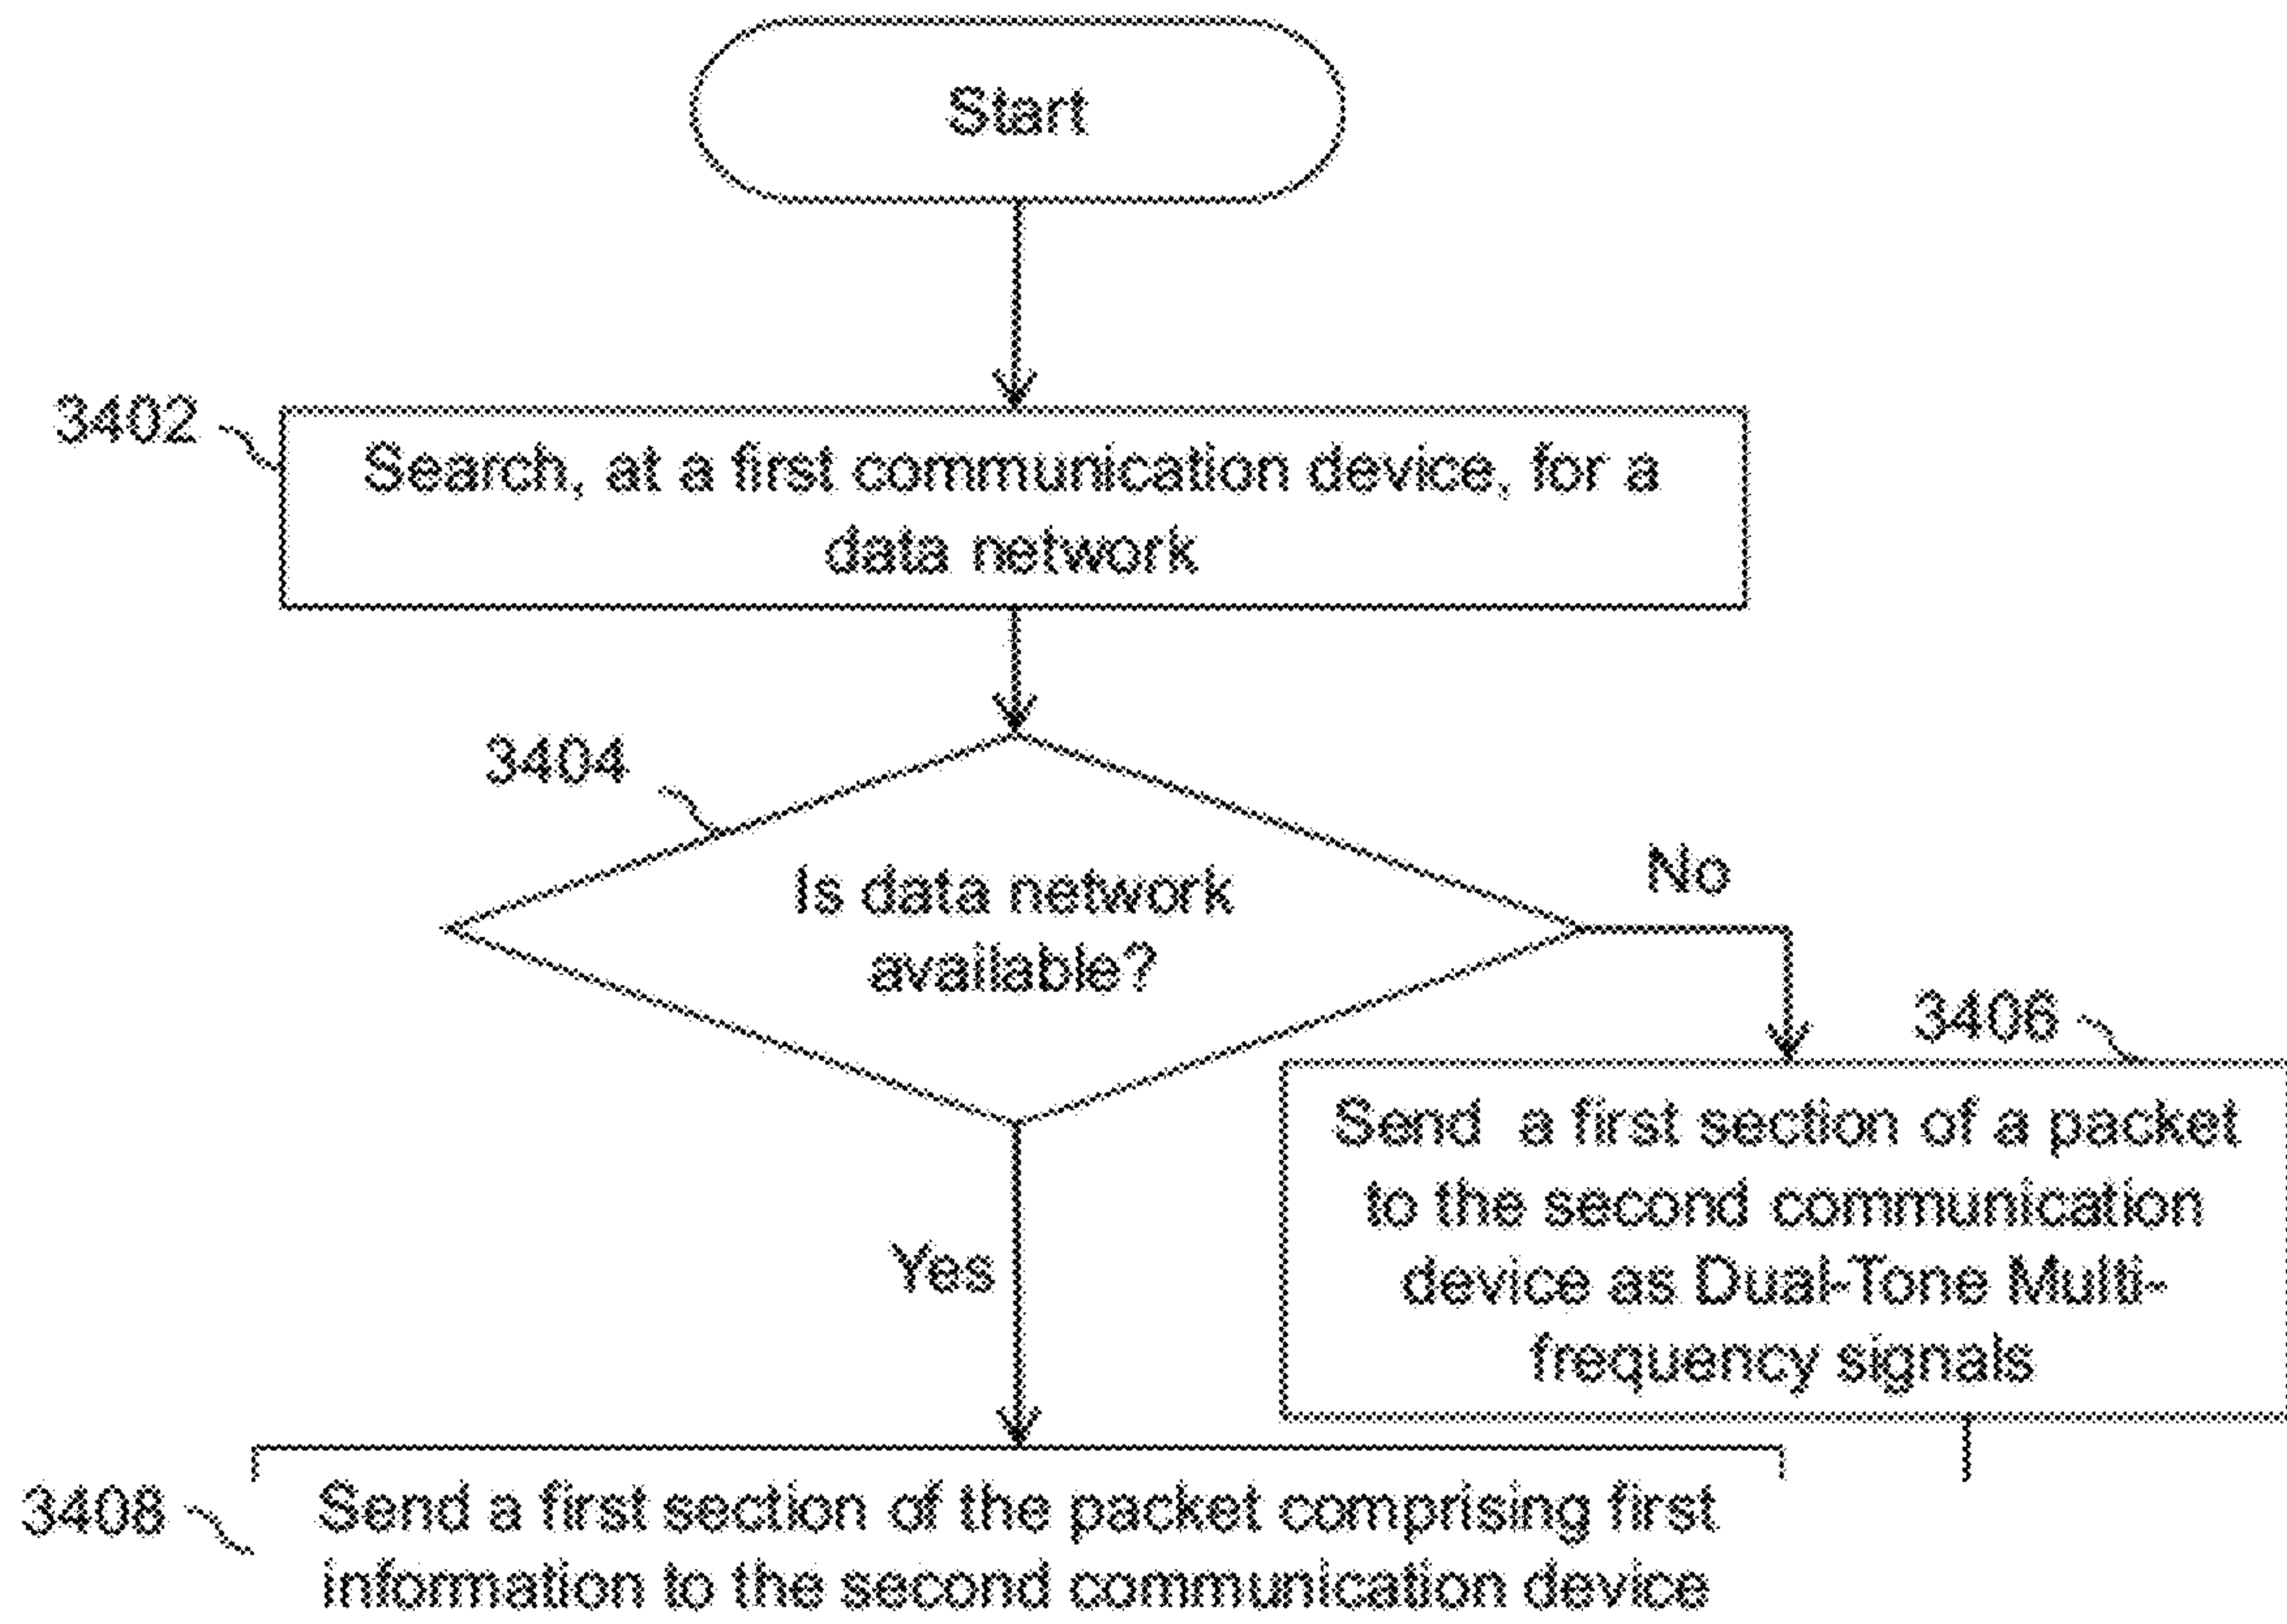 Start
3402
Search, at a first communication device, for a
data network
3404
Is data network
available?
No
Yes
3406
Send a first section of a packet
to the second communication
device as Dual-Tone Multi-
frequency signals
3408
Send a first section of the packet comprising first
information to the second communication device